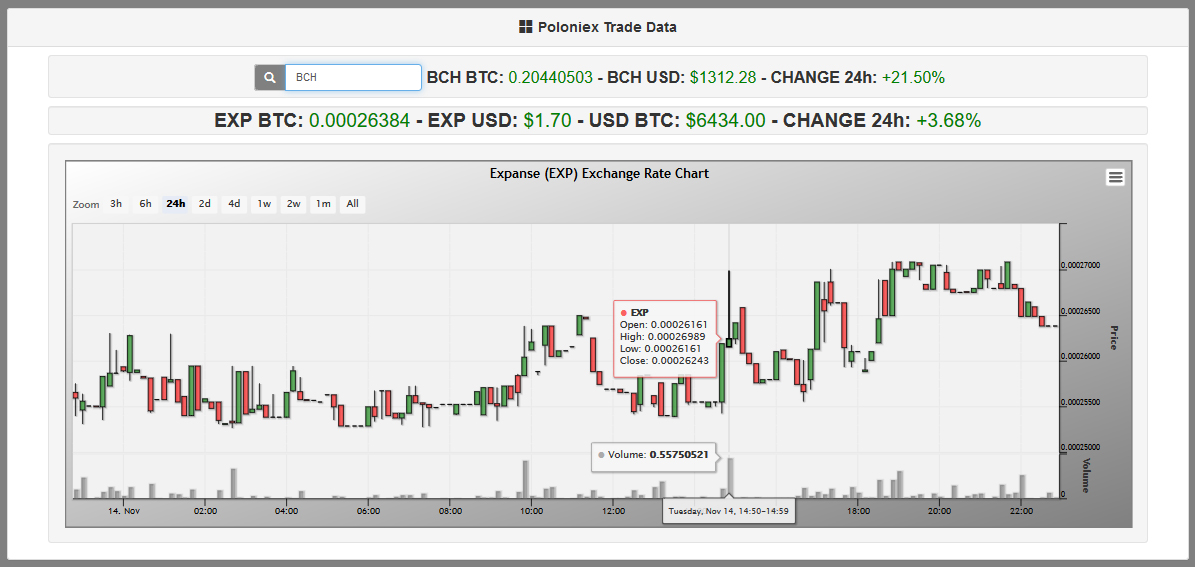 Poloniex Trade Data
BCH BCH BTC: 0.20440503 - BCH USD: $1312.28 - CHANGE 24h: +21.50%
EXP BTC: 0.00026384 - EXP USD: $1.70 - USD BTC: $6434.00 - CHANGE 24h: +3.68%
Expanse (EXP) Exchange Rate Chart
Zoom 3h 6h 24h 2d 4d 1w 2w 1m All
0.00027000
0.00026500
0.00026000
0.00025500
0.00025000
0
Price
Volume
● EXP
Open: 0.00026161
High: 0.00026989
Low: 0.00026161
Close: 0.00026243
● Volume: 0.55750521
14. Nov 02:00 04:00 06:00 08:00 10:00 12:00 18:00 20:00 22:00
Tuesday, Nov 14, 14:50-14:59